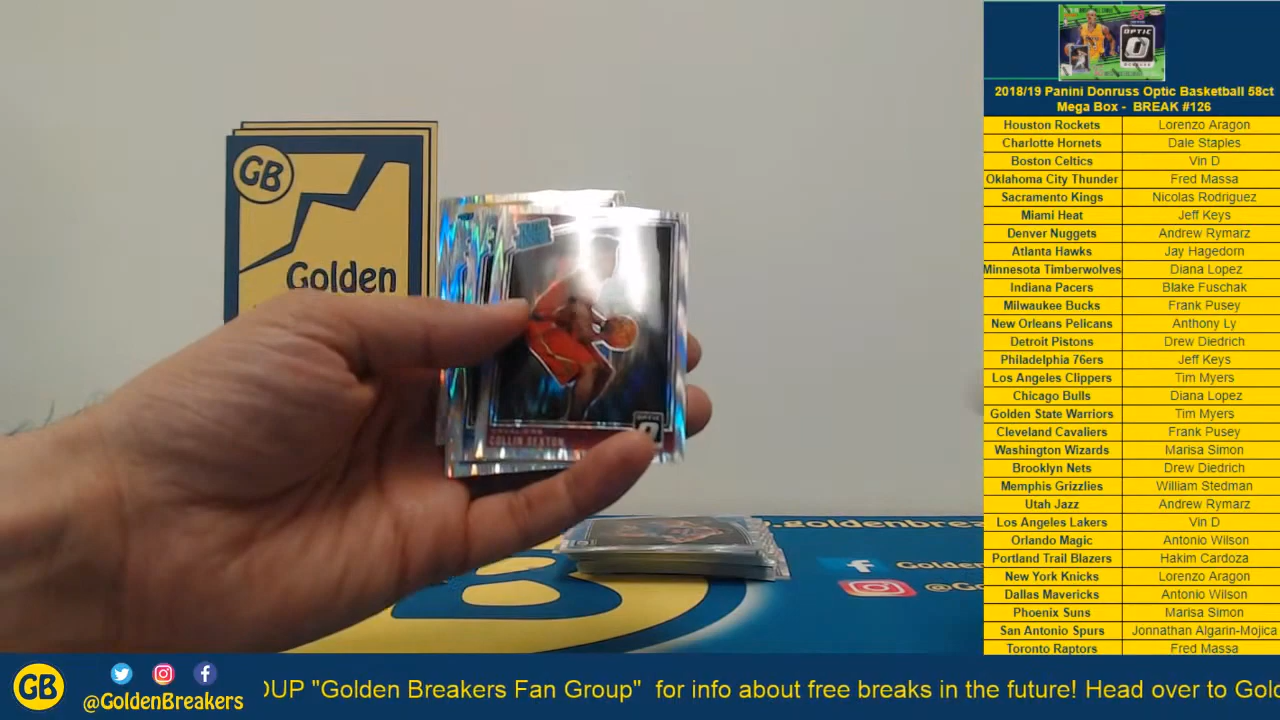 2018/19 Panini Donruss Optic Basketball 58ct
Mega Box - BREAK #126
Houston Rockets Lorenzo Aragon
Charlotte Hornets Dale Staples
Boston Celtics Vin D
Oklahoma City Thunder Fred Massa
Sacramento Kings Nicolas Rodriguez
Miami Heat Jeff Keys
Denver Nuggets Andrew Rymarz
Atlanta Hawks Jay Hagedorn
Minnesota Timberwolves Diana Lopez
Indiana Pacers Blake Fuschak
Milwaukee Bucks Frank Pusey
New Orleans Pelicans Anthony Ly
Detroit Pistons Drew Diedrich
Philadelphia 76ers Jeff Keys
Los Angeles Clippers Tim Myers
Chicago Bulls Diana Lopez
Golden State Warriors Tim Myers
Cleveland Cavaliers Frank Pusey
Washington Wizards Marisa Simon
Brooklyn Nets Drew Diedrich
Memphis Grizzlies William Stedman
Utah Jazz Andrew Rymarz
Los Angeles Lakers Vin D
Orlando Magic Antonio Wilson
Portland Trail Blazers Hakim Cardoza
New York Knicks Lorenzo Aragon
Dallas Mavericks Antonio Wilson
Phoenix Suns Marisa Simon
San Antonio Spurs Jonnathan Algarin-Mojica
Toronto Raptors Fred Massa
OPTIC
GB
Golden
COLLIN SEXTON
.goldenbrea
Golden
@Go
B
GB
@GoldenBreakers
OUP "Golden Breakers Fan Group" for info about free breaks in the future! Head over to Gol